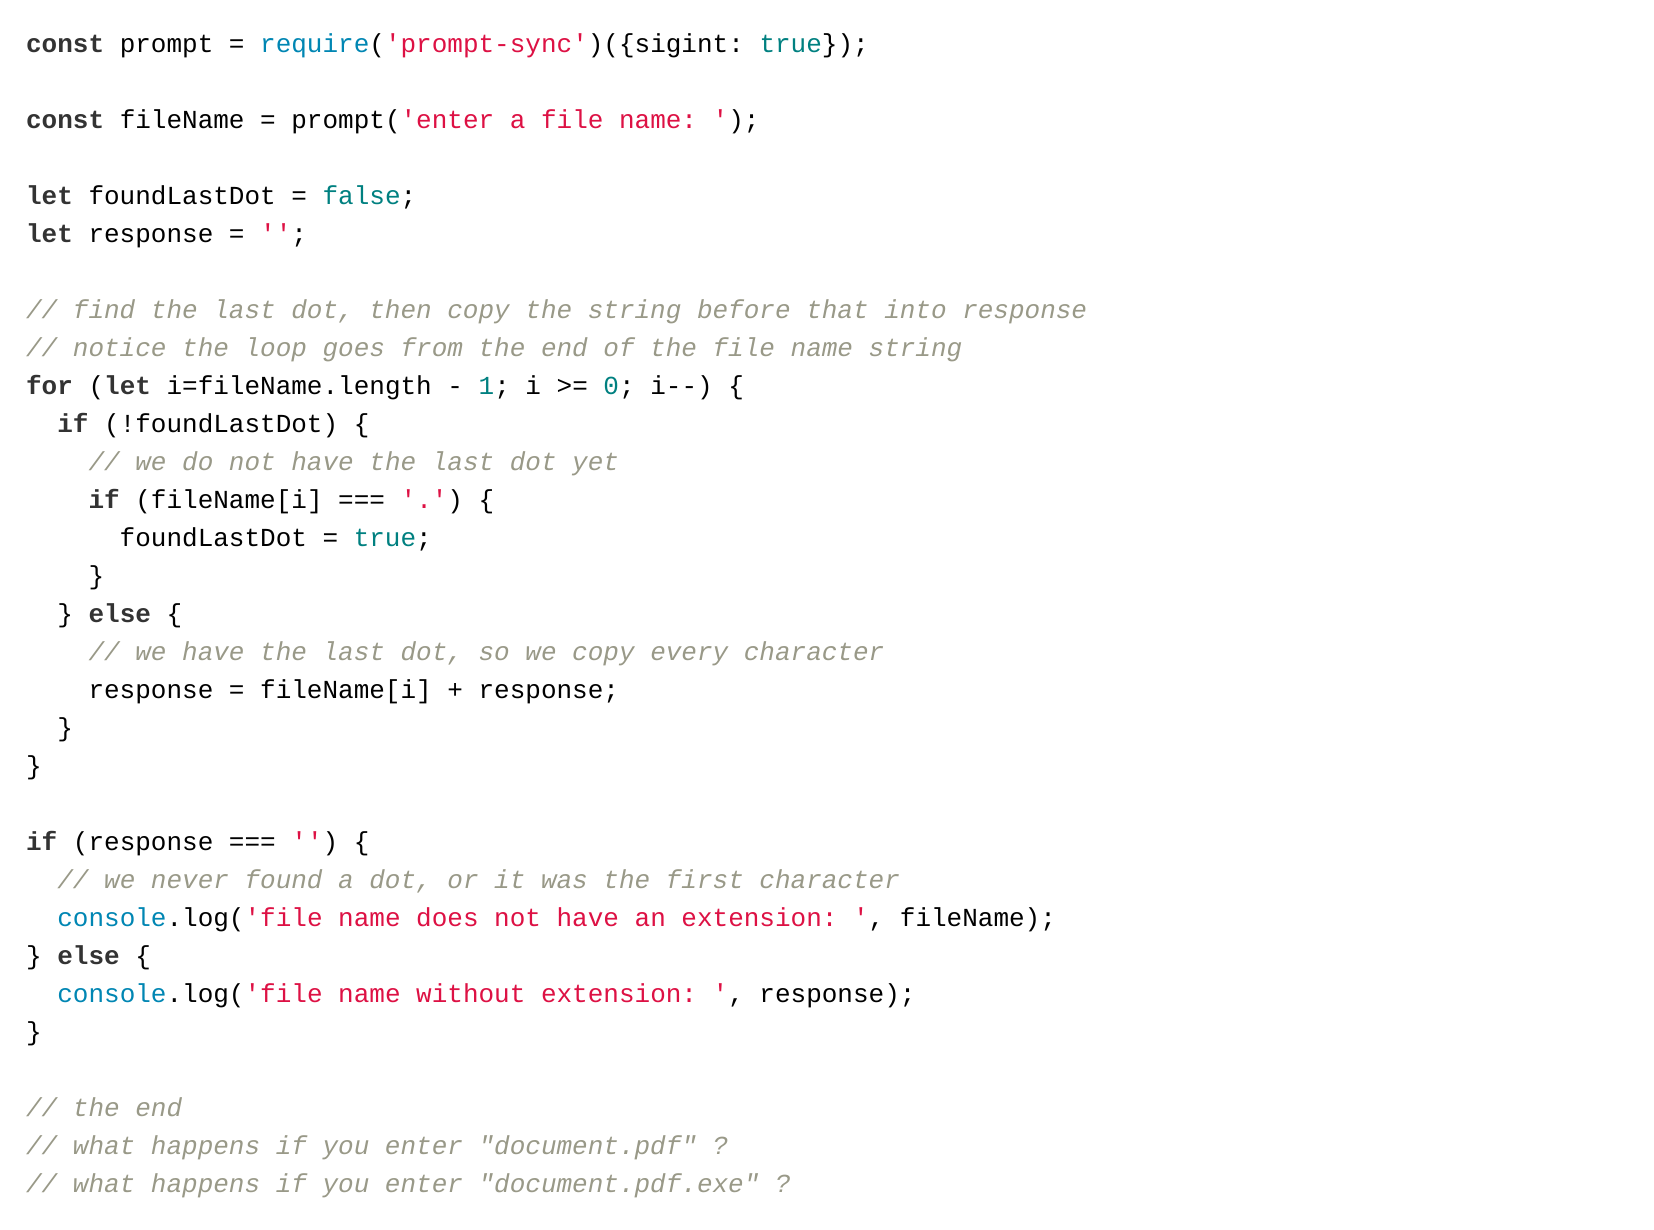 const prompt = require('prompt-sync')({sigint: true});

const fileName = prompt('enter a file name: ');

let foundLastDot = false;
let response = '';

// find the last dot, then copy the string before that into response
// notice the loop goes from the end of the file name string
for (let i=fileName.length - 1; i >= 0; i--) {
  if (!foundLastDot) {
    // we do not have the last dot yet
    if (fileName[i] === '.') {
      foundLastDot = true;
    }
  } else {
    // we have the last dot, so we copy every character
    response = fileName[i] + response;
  }
}

if (response === '') {
  // we never found a dot, or it was the first character
  console.log('file name does not have an extension: ', fileName);
} else {
  console.log('file name without extension: ', response);
}

// the end
// what happens if you enter "document.pdf" ?
// what happens if you enter "document.pdf.exe" ?